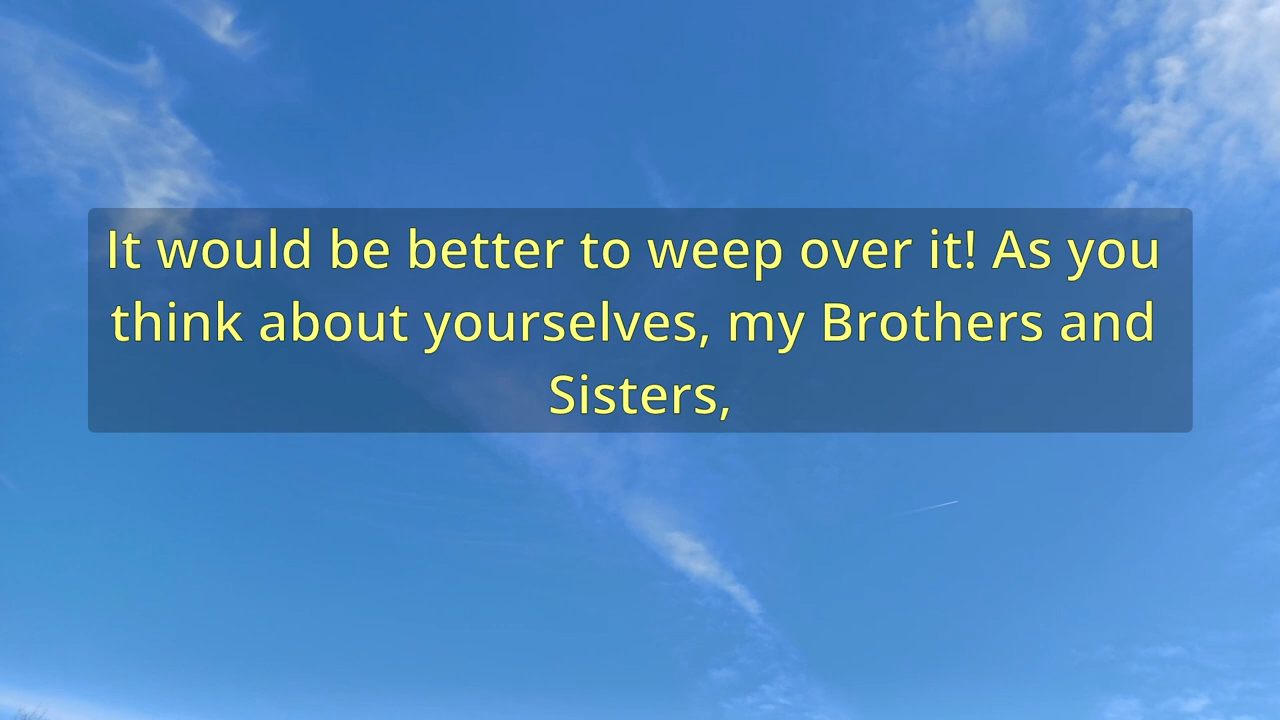 It would be better to weep over it! As you
think about yourselves, my Brothers and
Sisters,